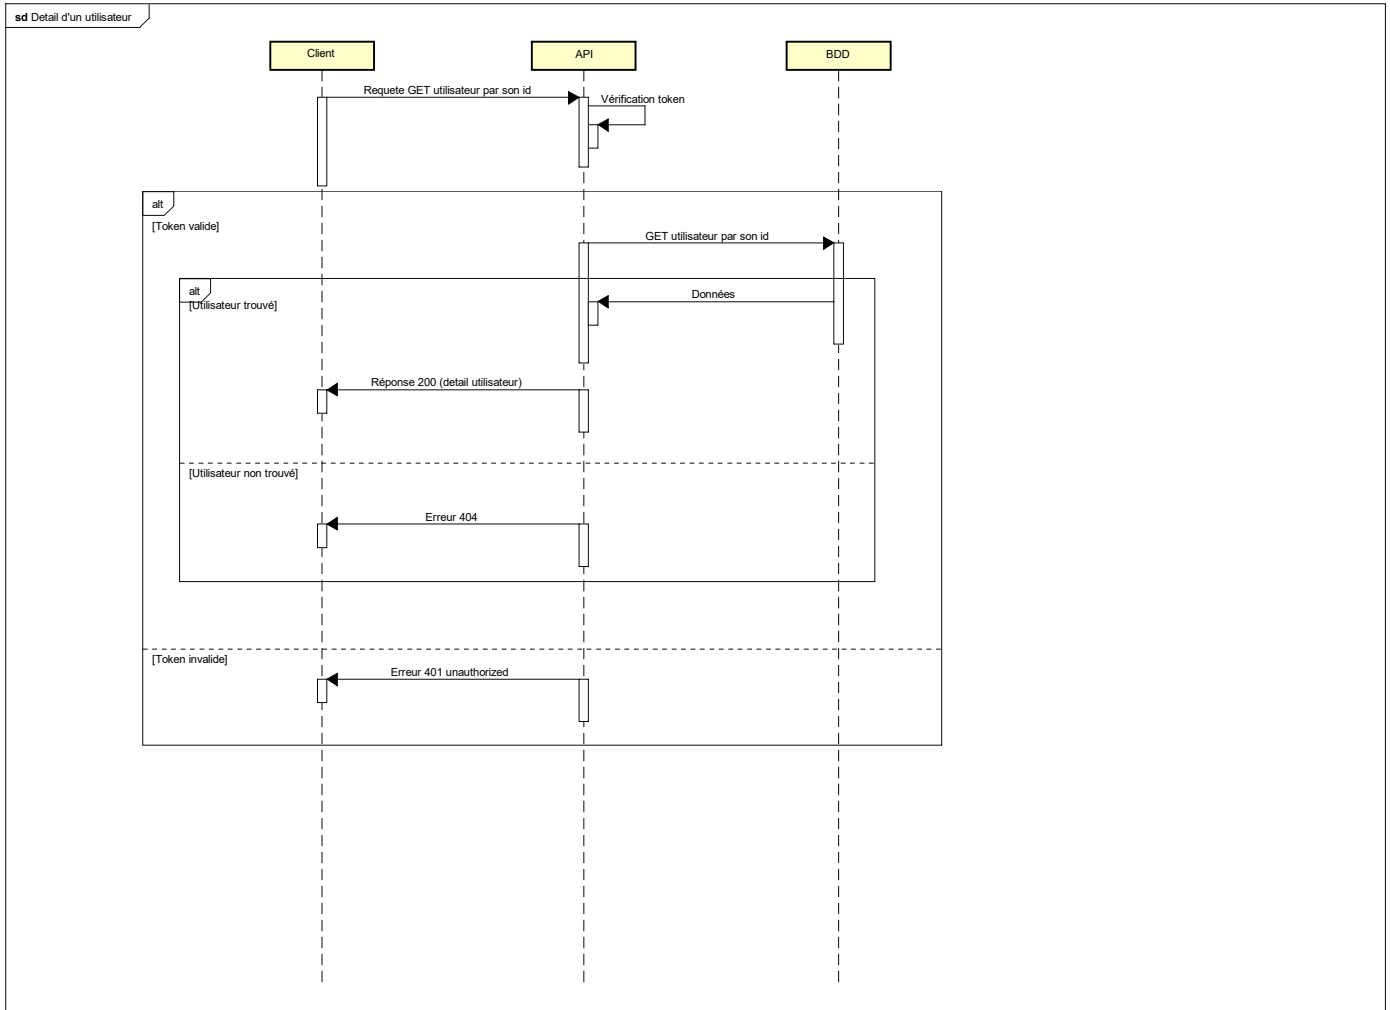 sd Detail d'un utilisateur
Client
API
BDD
Requete GET utilisateur par son id
Vérification token
alt
[Token valide]
GET utilisateur par son id
alt
[Utilisateur trouvé]
Données
Réponse 200 (detail utilisateur)
[Utilisateur non trouvé]
Erreur 404
[Token invalide]
Erreur 401 unauthorized